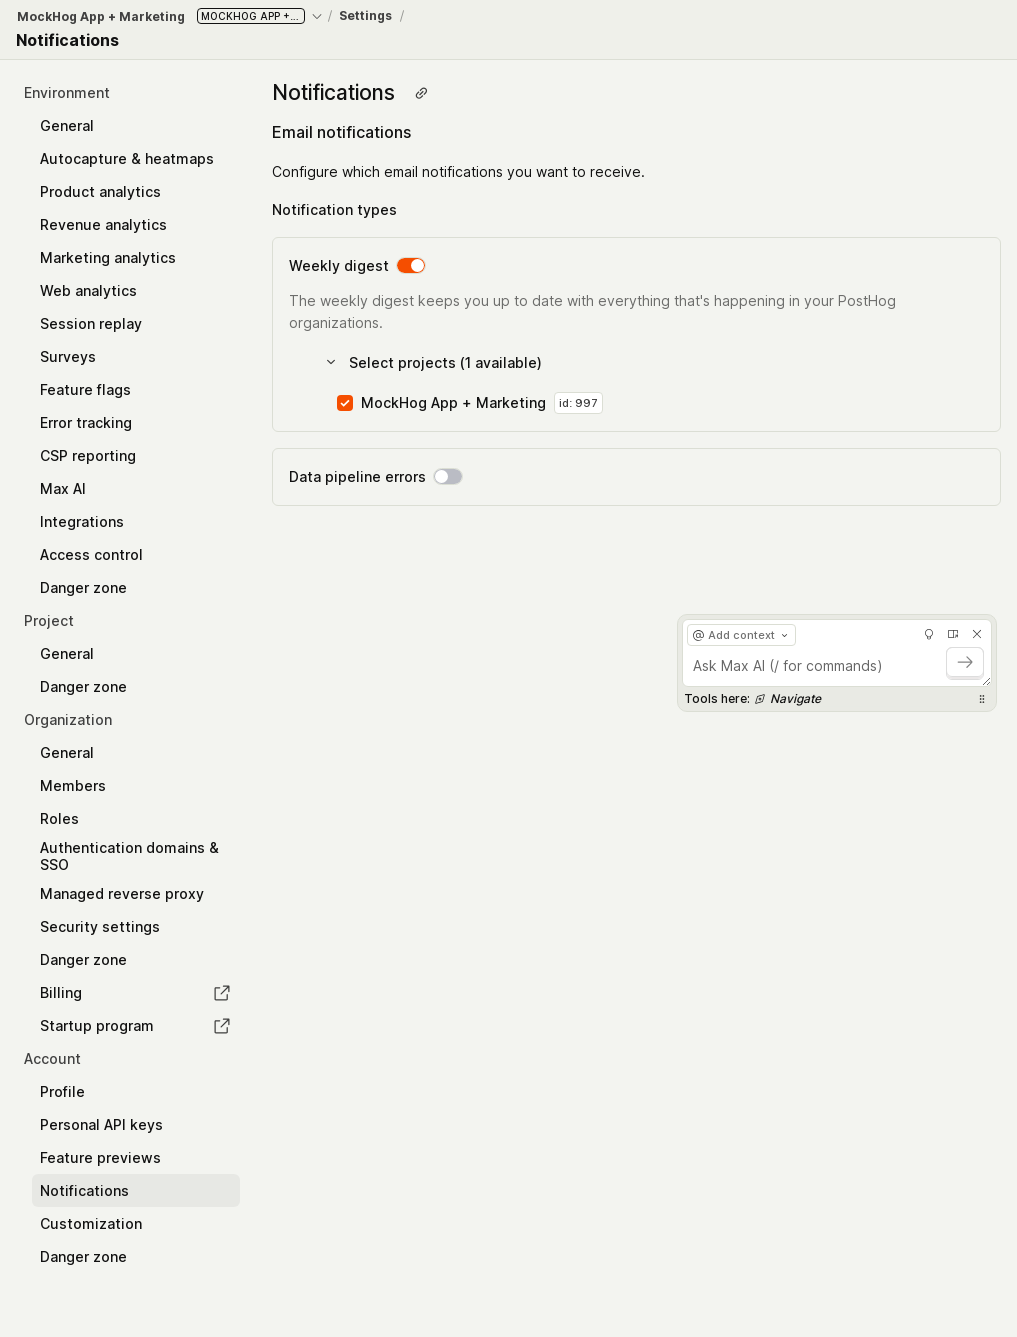 MockHog App + Marketing MOCKHOG APP +... / Settings /
Notifications
Environment
General
Autocapture & heatmaps
Product analytics
Revenue analytics
Marketing analytics
Web analytics
Session replay
Surveys
Feature flags
Error tracking
CSP reporting
Max AI
Integrations
Access control
Danger zone
Project
General
Danger zone
Organization
General
Members
Roles
Authentication domains &
SSO
Managed reverse proxy
Security settings
Danger zone
Billing
Startup program
Account
Profile
Personal API keys
Feature previews
Notifications
Customization
Danger zone
Notifications
Email notifications
Configure which email notifications you want to receive.
Notification types
Weekly digest
The weekly digest keeps you up to date with everything that's happening in your PostHog
organizations.
Select projects (1 available)
MockHog App + Marketing id: 997
Data pipeline errors
@ Add context
Ask Max AI (/ for commands)
Tools here: Navigate